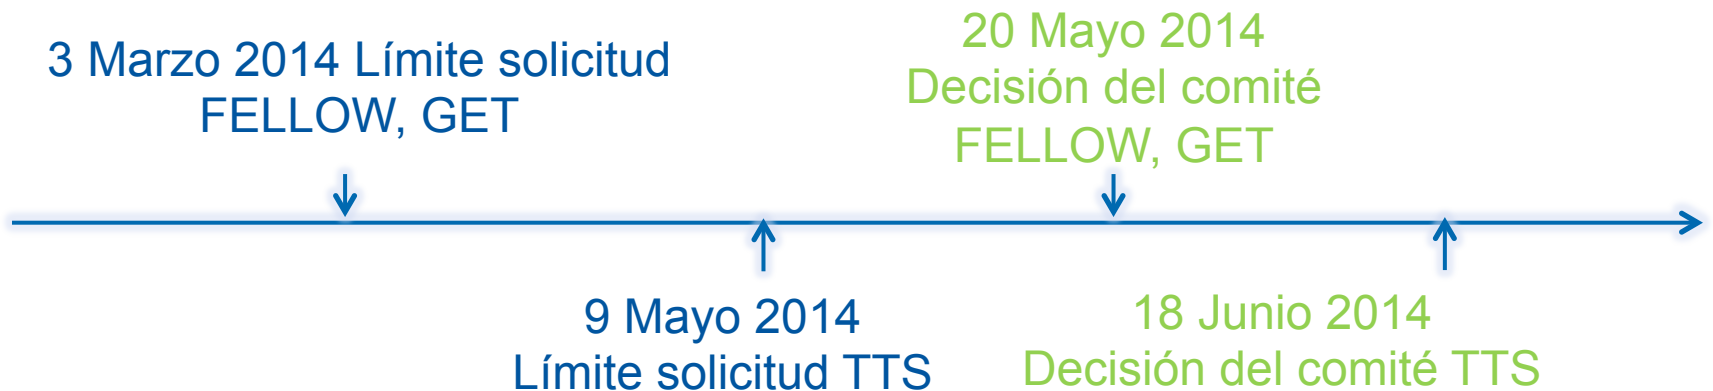 3 Marzo 2014 Límite solicitud
FELLOW, GET
20 Mayo 2014
Decisión del comité
FELLOW, GET
9 Mayo 2014
Límite solicitud TTS
18 Junio 2014
Decisión del comité TTS